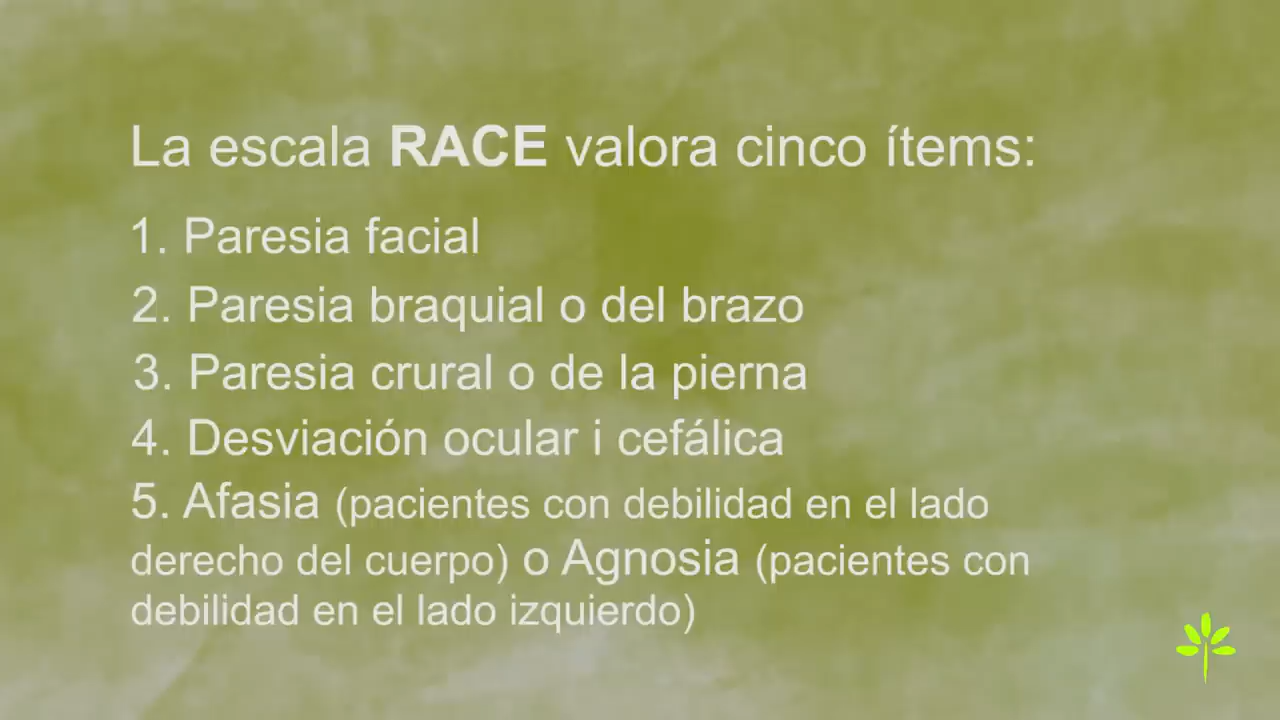 La escala RACE valora cinco ítems:
1. Paresia facial
2. Paresia braquial o del brazo
3. Paresia crural o de la pierna
4. Desviación ocular i cefálica
5. Afasia (pacientes con debilidad en el lado
derecho del cuerpo) o Agnosia (pacientes con
debilidad en el lado izquierdo)